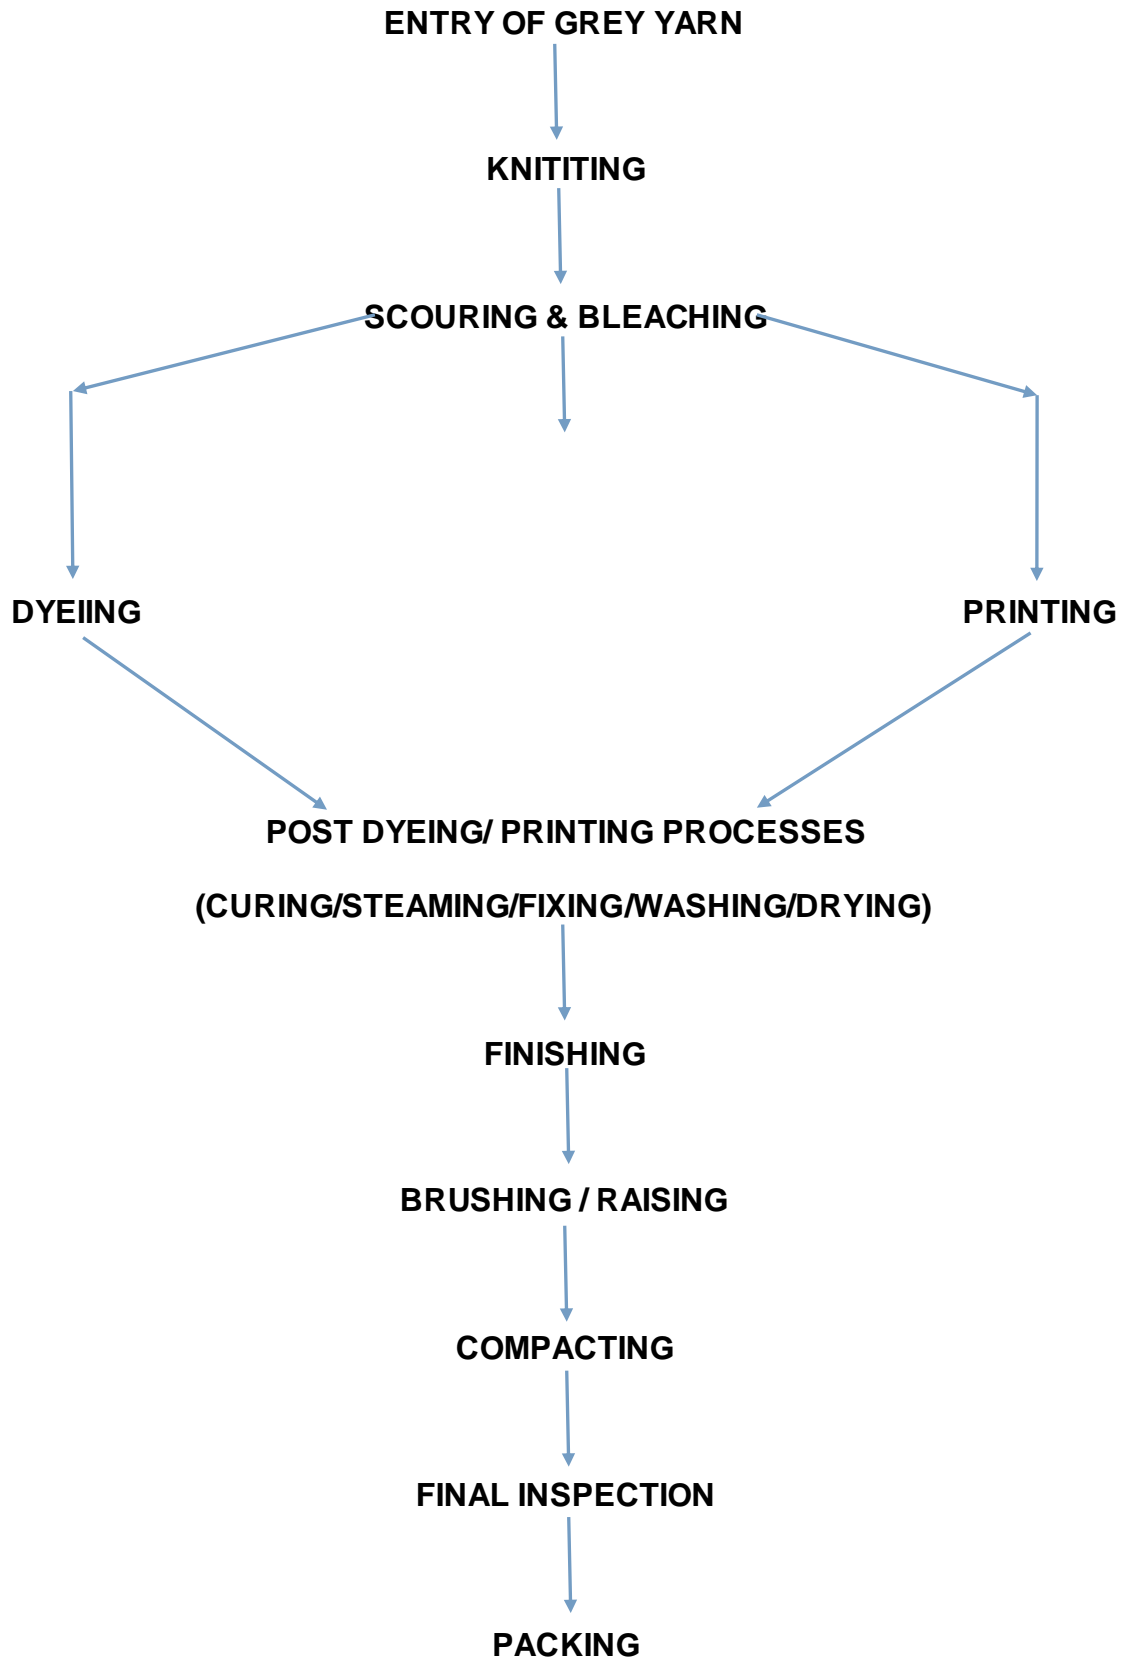 ENTRY OF GREY YARN
KNITITING
SCOURING & BLEACHING
DYEIING
PRINTING
POST DYEING/ PRINTING PROCESSES
(CURING/STEAMING/FIXING/WASHING/DRYING)
FINISHING
BRUSHING / RAISING
COMPACTING
FINAL INSPECTION
PACKING